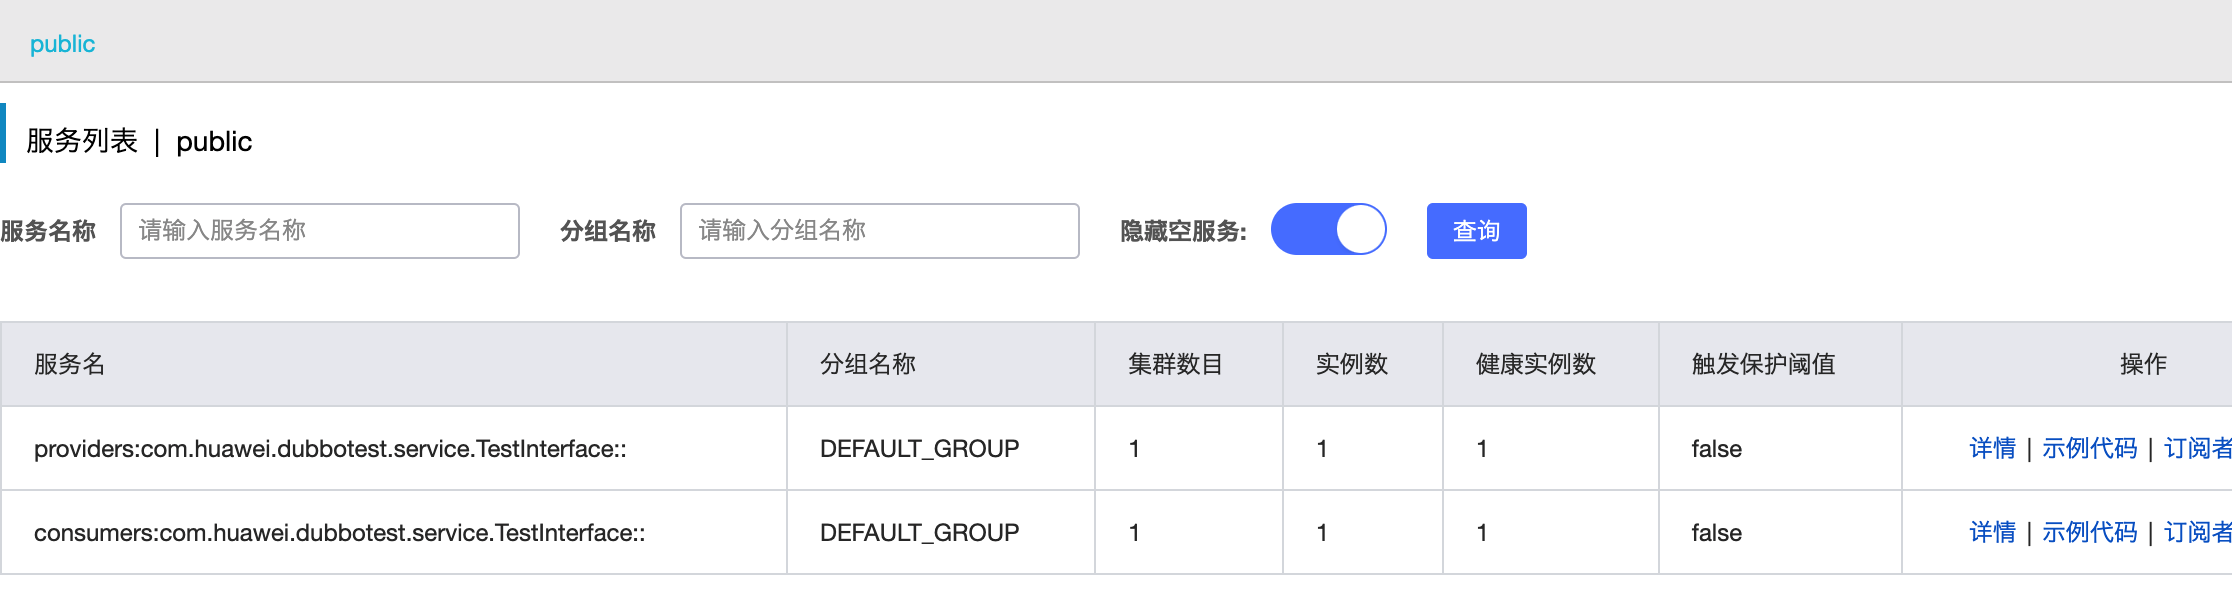 public
服务列表 | public
服务名称 请输入服务名称 分组名称 请输入分组名称 隐藏空服务: 查询
服务名 分组名称 集群数目 实例数 健康实例数 触发保护阈值 操作
providers:com.huawei.dubbotest.service.TestInterface:: DEFAULT_GROUP 1 1 1 false 详情 | 示例代码 | 订阅者
consumers:com.huawei.dubbotest.service.TestInterface:: DEFAULT_GROUP 1 1 1 false 详情 | 示例代码 | 订阅者